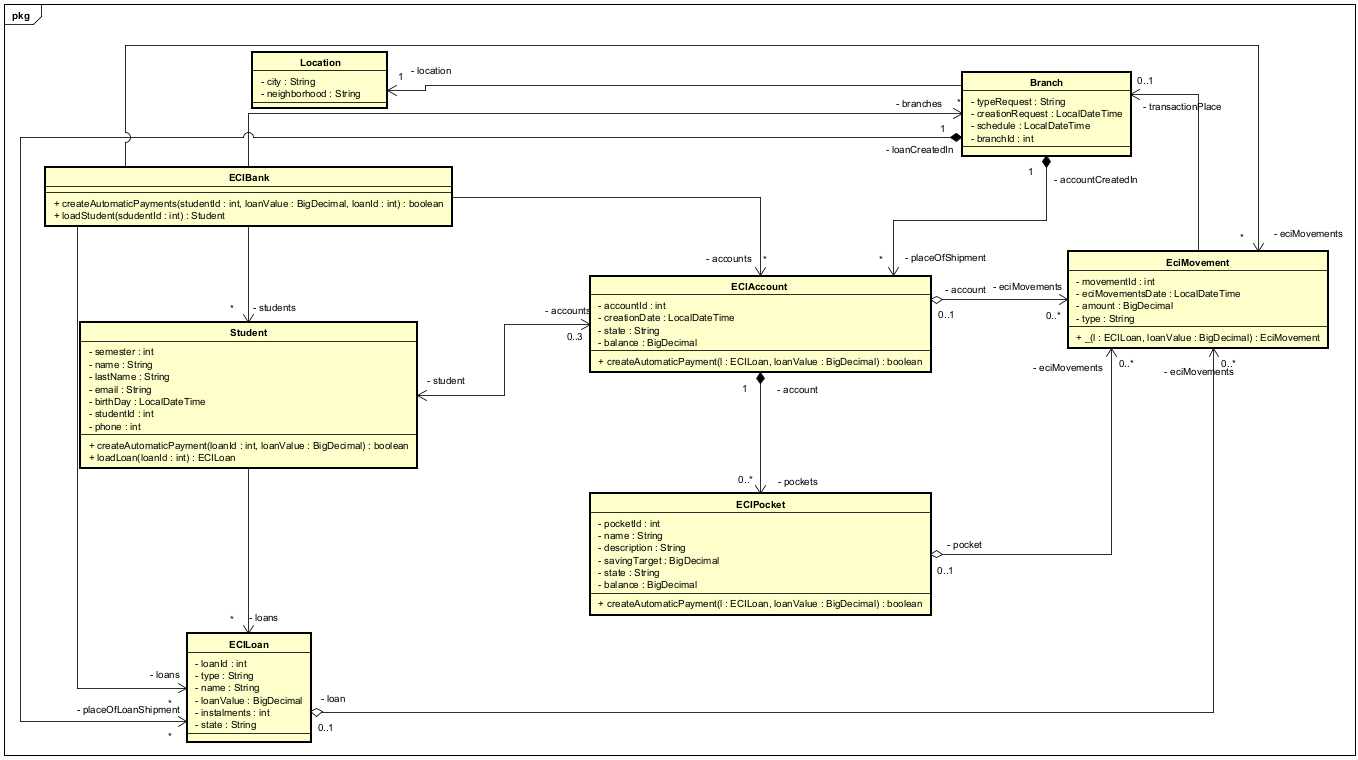 pkg
Location
- city : String
- neighborhood : String
1
- location
Branch
- typeRequest : String
- creationRequest : LocalDateTime
- schedule : LocalDateTime
- branchId : int
0..1
- transactionPlace
- branches
*
1
- loanCreatedIn
1
- accountCreatedIn
ECIBank
+ createAutomaticPayments(studentId : int, loanValue : BigDecimal, loanId : int) : boolean
+ loadStudent(sdudentId : int) : Student
*
- eciMovements
- accounts
*
*
- placeOfShipment
EciMovement
- movementId : int
- eciMovementsDate : LocalDateTime
- amount : BigDecimal
- type : String
+ _(l : ECILoan, loanValue : BigDecimal) : EciMovement
ECIAccount
- accountId : int
- creationDate : LocalDateTime
- state : String
- balance : BigDecimal
+ createAutomaticPayment(l : ECILoan, loanValue : BigDecimal) : boolean
- account
0..1
- eciMovements
0..*
*
- students
- accounts
0..3
Student
- semester : int
- name : String
- lastName : String
- email : String
- birthDay : LocalDateTime
- studentId : int
- phone : int
+ createAutomaticPayment(loanId : int, loanValue : BigDecimal) : boolean
+ loadLoan(loanId : int) : ECILoan
- student
1
- account
- eciMovements
0..*
- eciMovements
0..*
0..*
- pockets
ECIPocket
- pocketId : int
- name : String
- description : String
- savingTarget : BigDecimal
- state : String
- balance : BigDecimal
+ createAutomaticPayment(l : ECILoan, loanValue : BigDecimal) : boolean
- pocket
0..1
*
- loans
ECILoan
- loanId : int
- type : String
- name : String
- loanValue : BigDecimal
- instalments : int
- state : String
- loans
*
- placeOfLoanShipment
*
- loan
0..1